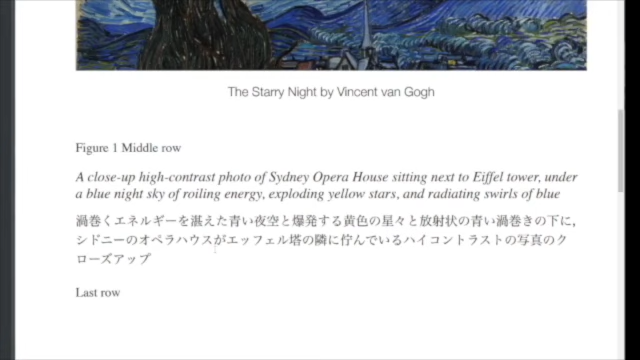 The Starry Night by Vincent van Gogh
Figure 1 Middle row
A close-up high-contrast photo of Sydney Opera House sitting next to Eiffel tower, under
a blue night sky of roiling energy, exploding yellow stars, and radiating swirls of blue
渦巻くエネルギーを湛えた青い夜空と爆発する黄色の星々と放射状の青い渦巻きの下に,
シドニーのオペラハウスがエッフェル塔の隣に佇んでいるハイコントラストの写真のク
ローズアップ
Last row